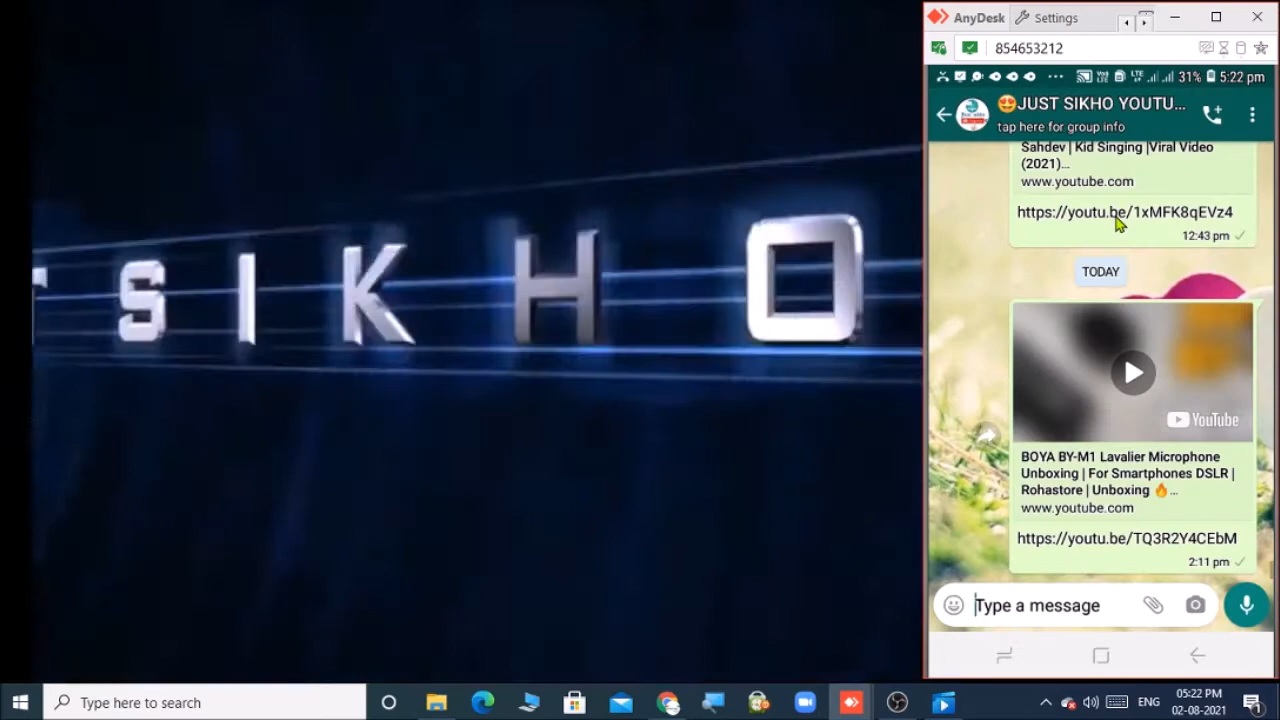 SIKHO
AnyDesk
Settings
854653212
31%
5:22 pm
😍JUST SIKHO YOUTU...
tap here for group info
Sahdev | Kid Singing |Viral Video
(2021)...
www.youtube.com
https://youtu.be/1xMFK8qEVz4
12:43 pm
TODAY
YouTube
BOYA BY-M1 Lavalier Microphone
Unboxing | For Smartphones DSLR |
Rohastore | Unboxing 🔥...
www.youtube.com
https://youtu.be/TQ3R2Y4CEbM
2:11 pm
Type a message
Type here to search
ENG
05:22 PM
02-08-2021